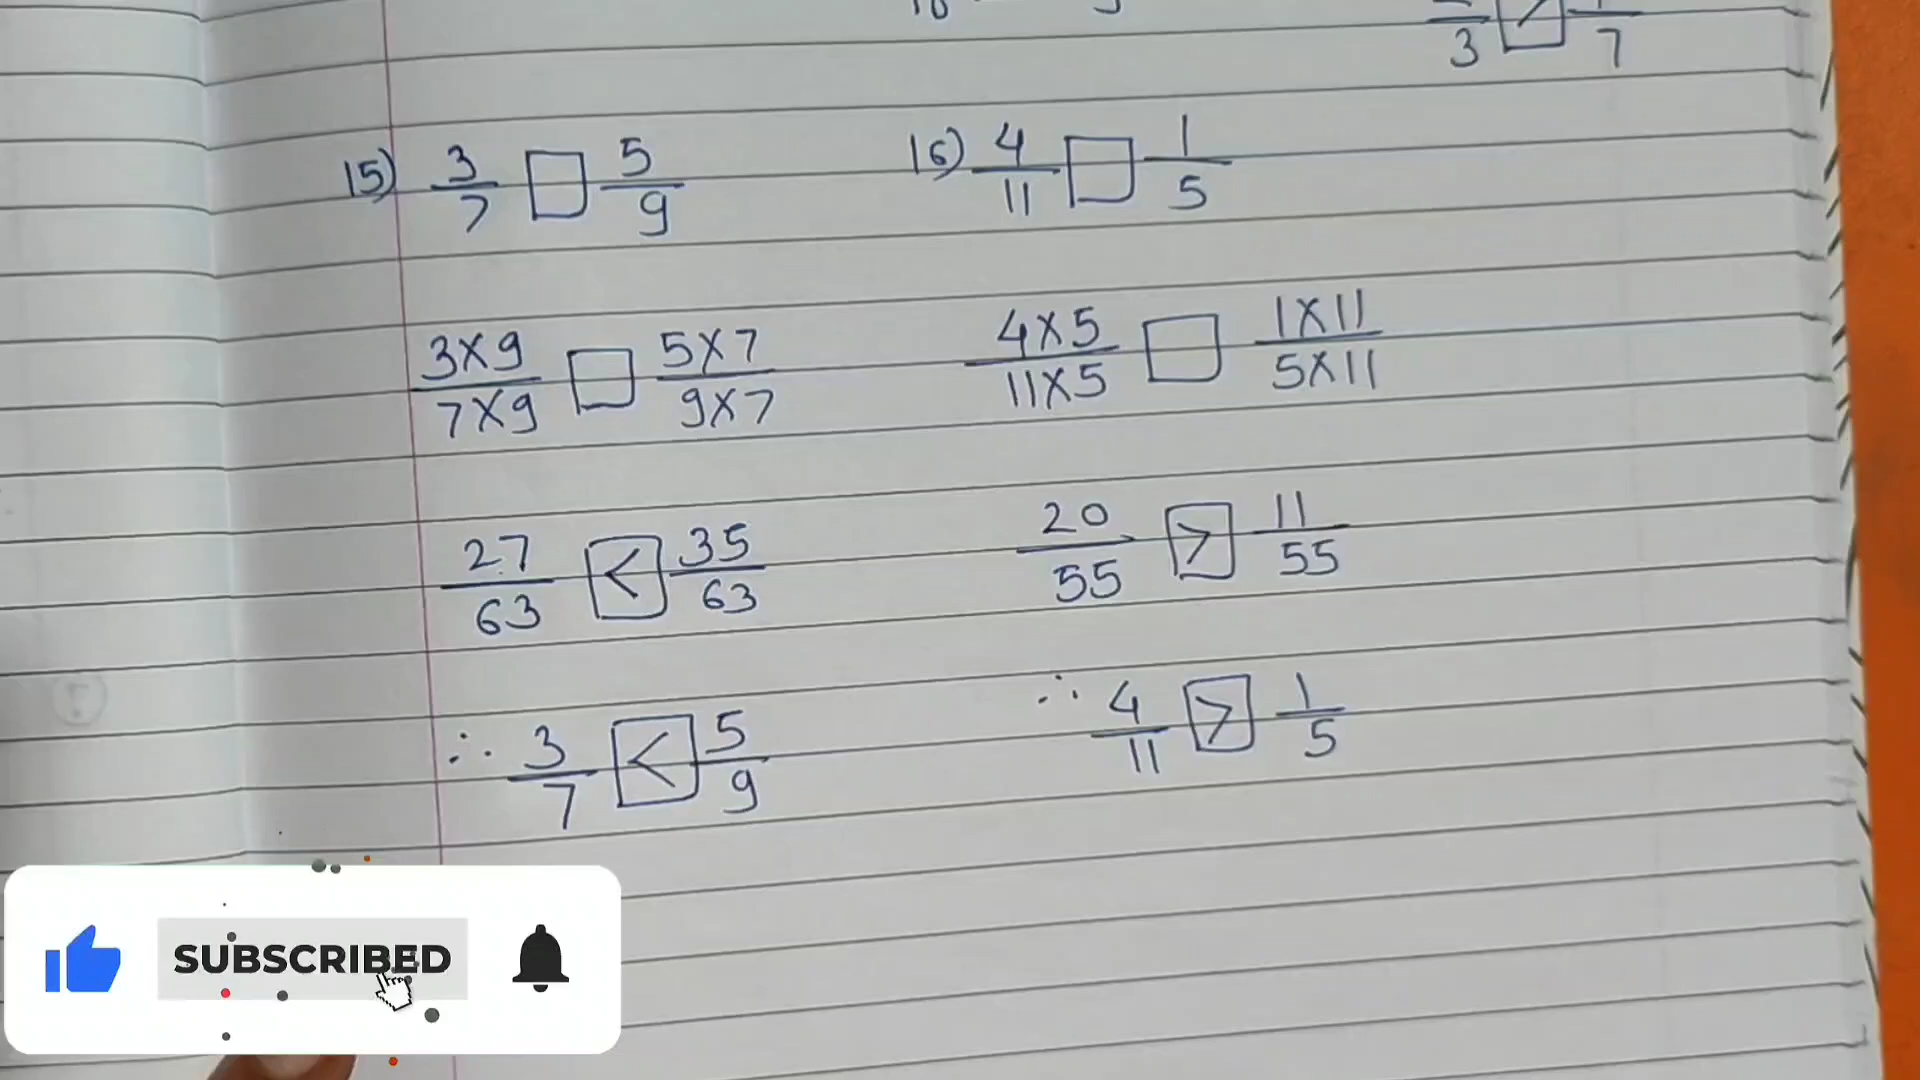 3 7
15) 3/7 □ 5/9
16) 4/11 □ 1/5
3×9/7×9 □ 5×7/9×7
4×5/11×5 □ 1×11/5×11
27/63 < 35/63
20/55 > 11/55
∴ 3/7 < 5/9
∴ 4/11 > 1/5
SUBSCRIBED